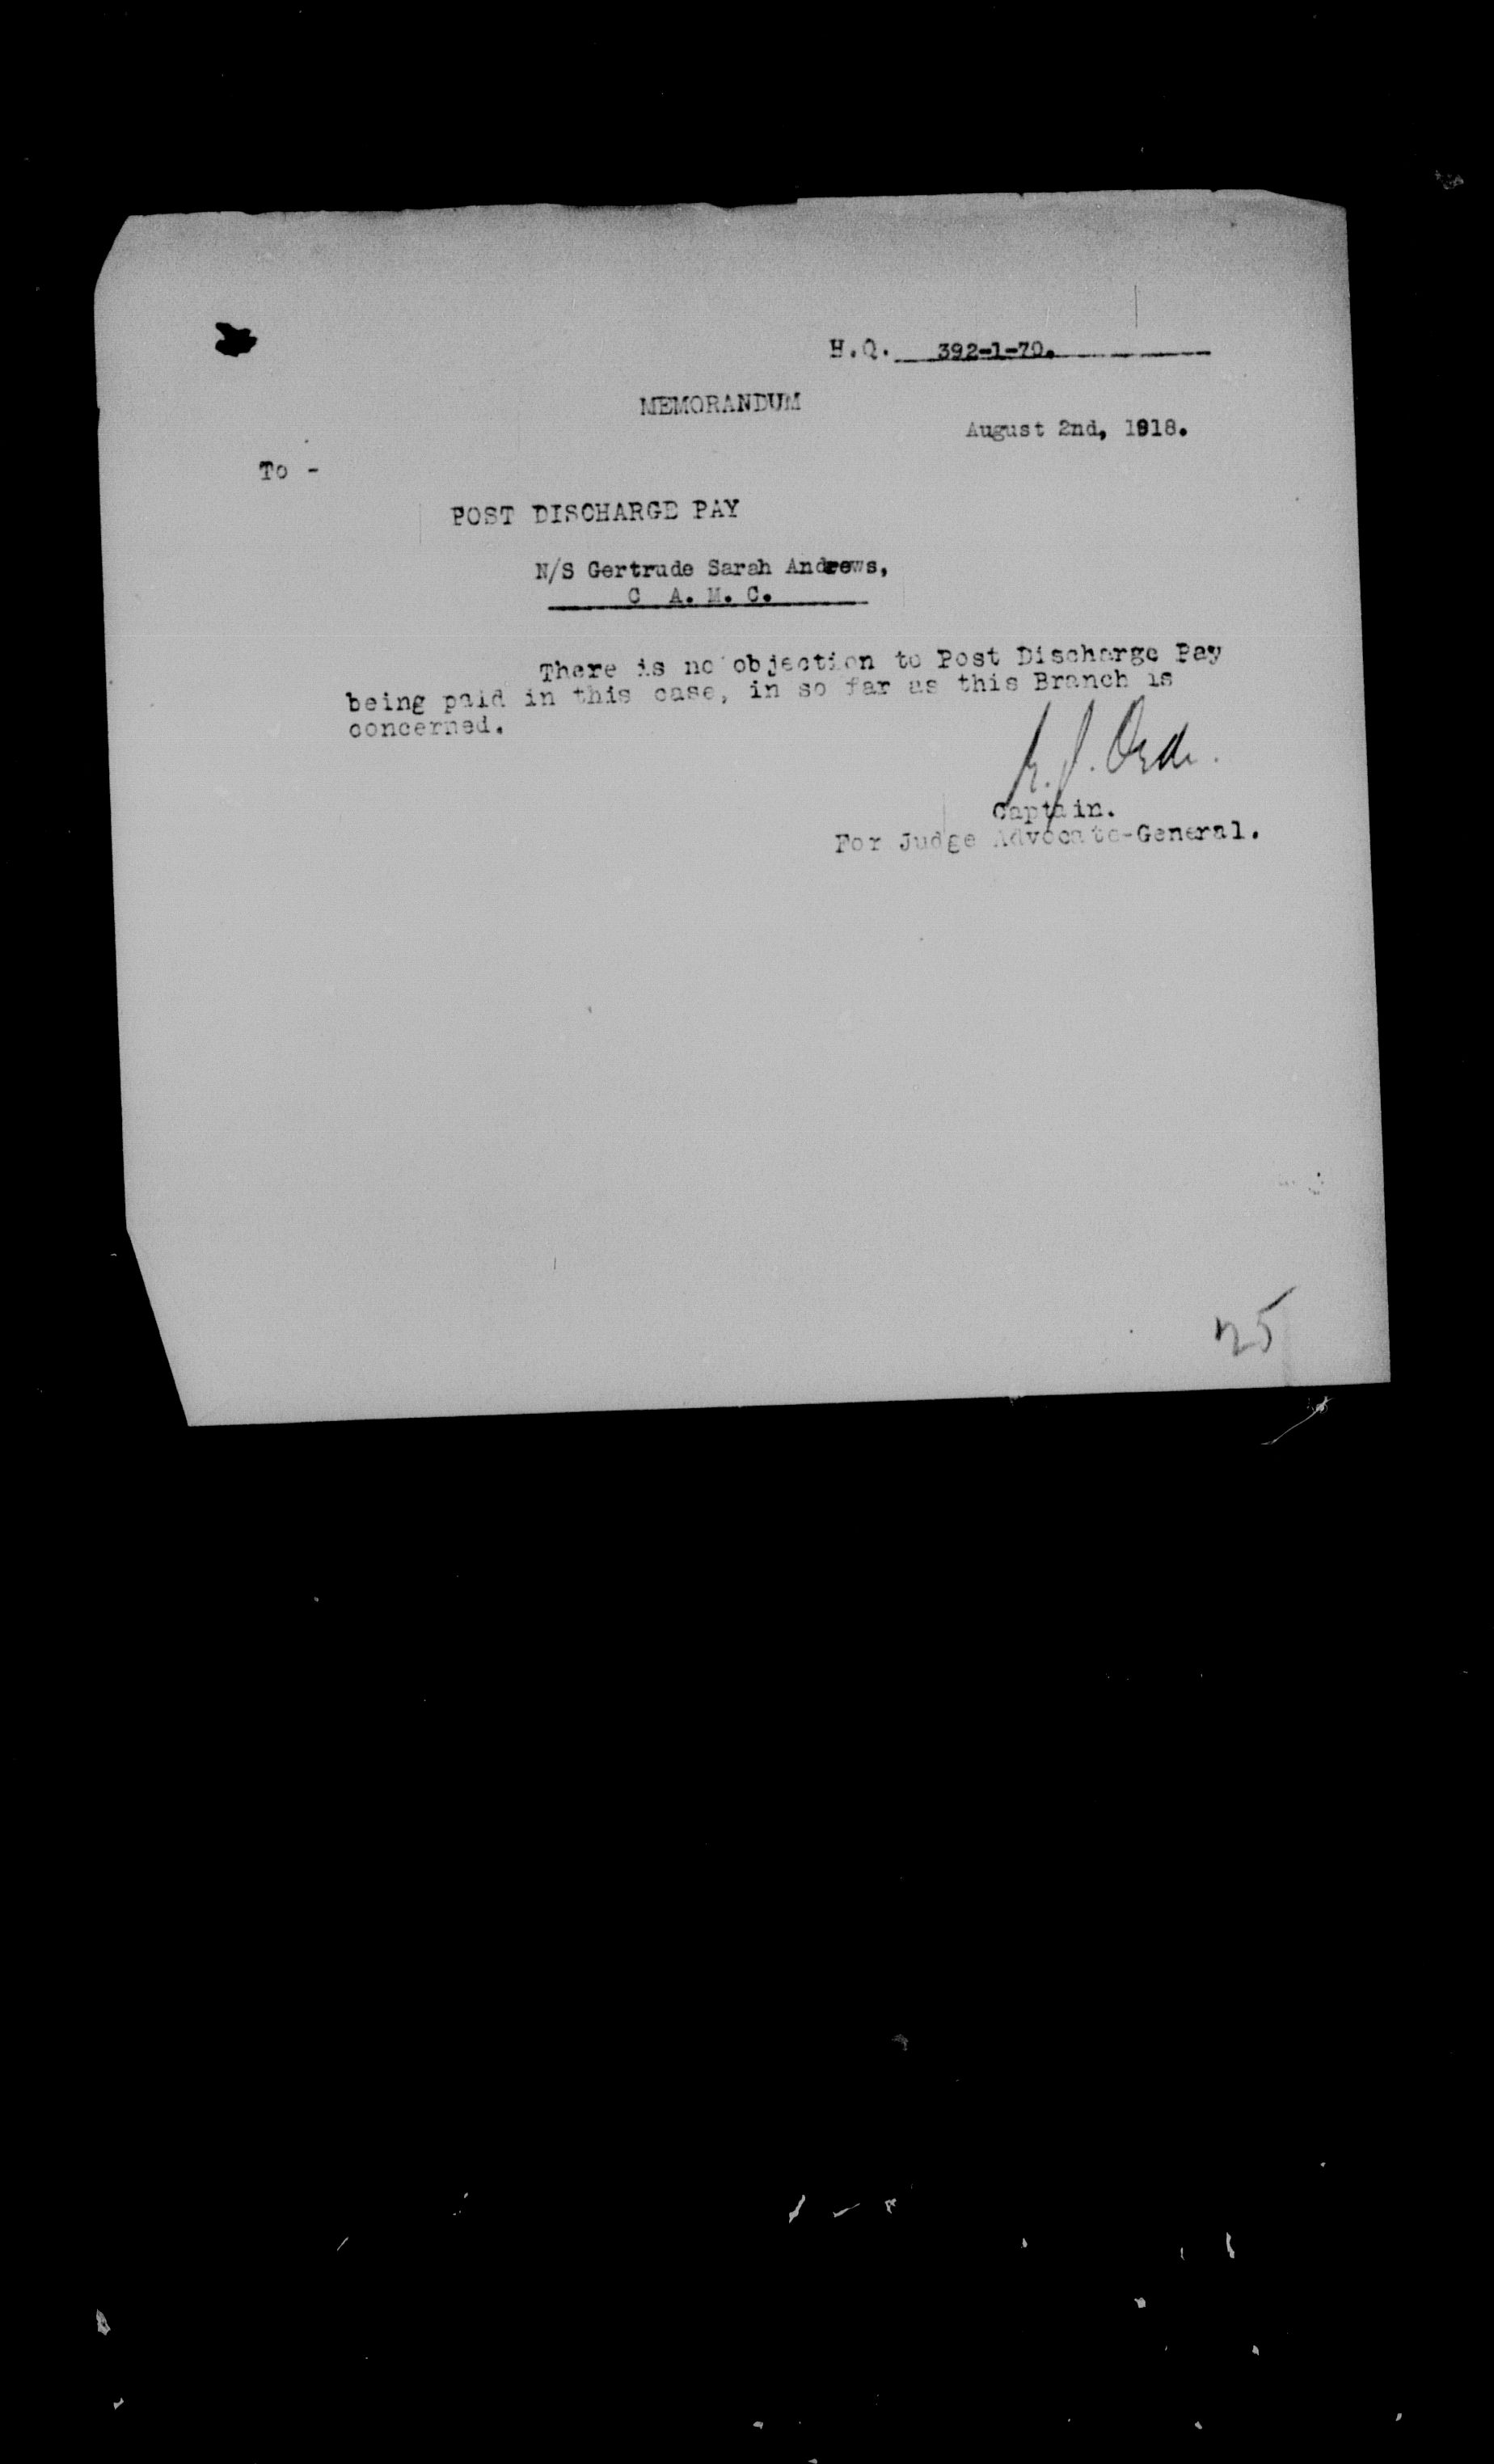 H.Q. 392-1-70.
MEMORANDUM
August 2nd, 1918.
To -
POST DISCHARGE PAY
N/S Gertrude Sarah Andrews,
C A. M. C.
There is no objection to Post Discharge Pay
being paid in this case, in so far as this Branch is
concerned.
Captain.
For Judge Advocate-General.
25